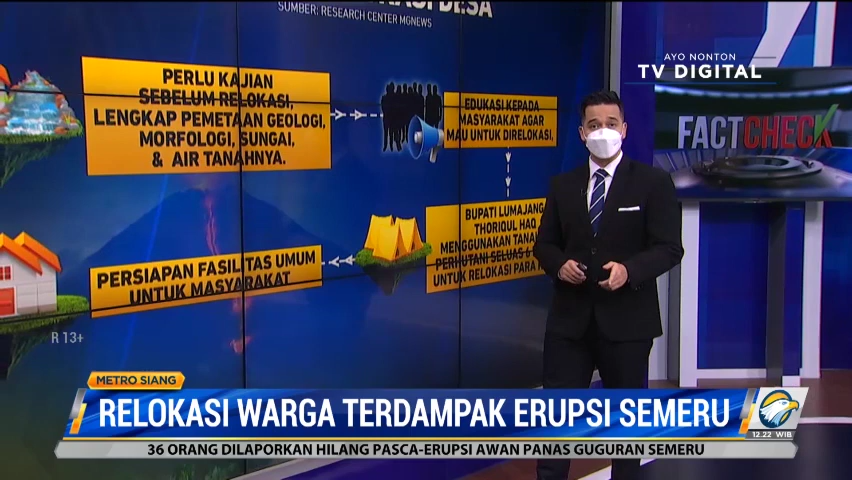 SUMBER: RESEARCH CENTER MGNEWS
DESA
AYO NONTON
TV DIGITAL
FACTCHECK
PERLU KAJIAN
SEBELUM RELOKASI,
LENGKAP PEMETAAN GEOLOGI,
MORFOLOGI, SUNGAI,
& AIR TANAHNYA.
EDUKASI KEPADA
MASYARAKAT AGAR
MAU UNTUK DIRELOKASI,
BUPATI LUMAJANG
THORIQUL HAQ
MENGGUNAKAN
PERHUTANI SELUAS
UNTUK RELOKASI PARA
PERSIAPAN FASILITAS UMUM
UNTUK MASYARAKAT
R 13+
METRO SIANG
RELOKASI WARGA TERDAMPAK ERUPSI SEMERU
12.22 WIB
36 ORANG DILAPORKAN HILANG PASCA-ERUPSI AWAN PANAS GUGURAN SEMERU